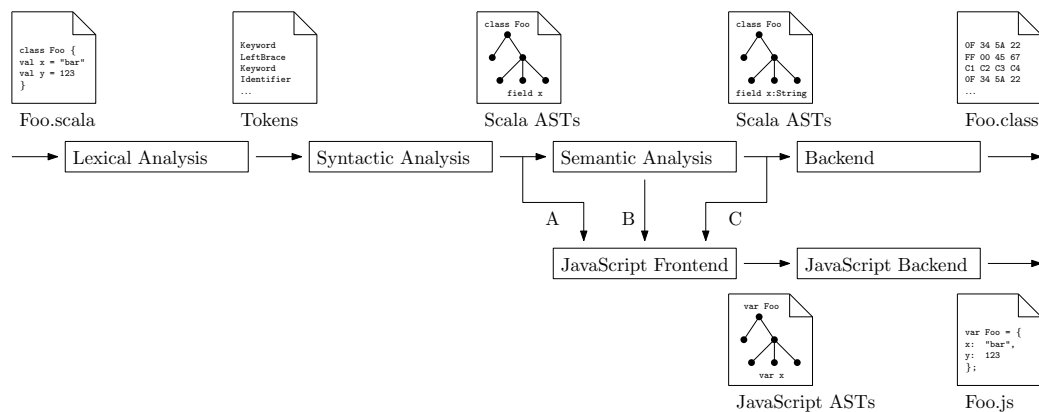 class Foo {
val x = "bar"
val y = 123
}
Foo.scala
Keyword
LeftBrace
Keyword
Identifier
...
Tokens
class Foo
field x
Scala ASTs
class Foo
field x:String
Scala ASTs
0F 34 5A 22
FF 00 45 67
C1 C2 C3 C4
0F 34 5A 22
...
Foo.class
Lexical Analysis
Syntactic Analysis
Semantic Analysis
Backend
A
B
C
JavaScript Frontend
JavaScript Backend
var Foo
var x
JavaScript ASTs
var Foo = {
x: "bar",
y: 123
};
Foo.js